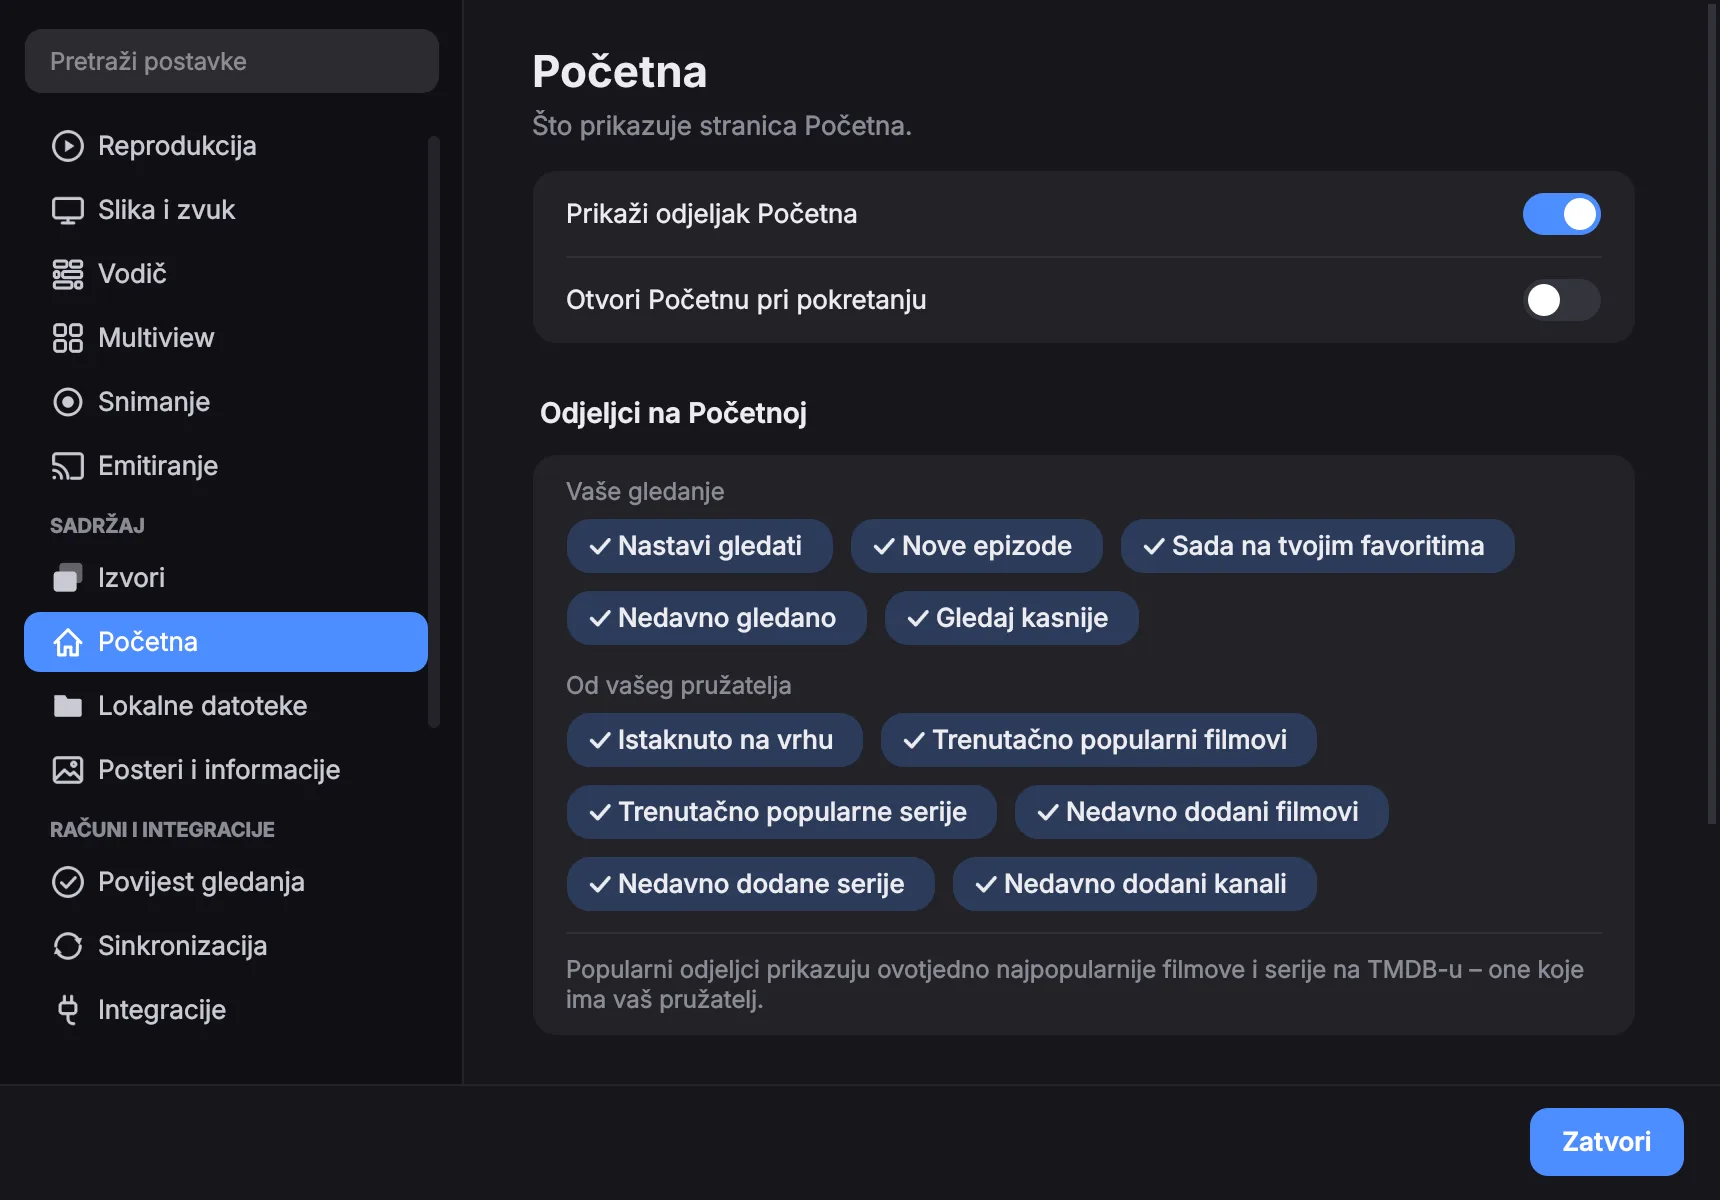 Pretraži postavke
Reprodukcija
Slika i zvuk
Vodič
Multiview
Snimanje
Emitiranje
SADRŽAJ
Izvori
Početna
Lokalne datoteke
Posteri i informacije
RAČUNI I INTEGRACIJE
Povijest gledanja
Sinkronizacija
Integracije
Početna
Što prikazuje stranica Početna.
Prikaži odjeljak Početna
Otvori Početnu pri pokretanju
Odjeljci na Početnoj
Vaše gledanje
Nastavi gledati
Nove epizode
Sada na tvojim favoritima
Nedavno gledano
Gledaj kasnije
Od vašeg pružatelja
Istaknuto na vrhu
Trenutačno popularni filmovi
Trenutačno popularne serije
Nedavno dodani filmovi
Nedavno dodane serije
Nedavno dodani kanali
Popularni odjeljci prikazuju ovotjedno najpopularnije filmove i serije na TMDB-u – one koje
ima vaš pružatelj.
Zatvori